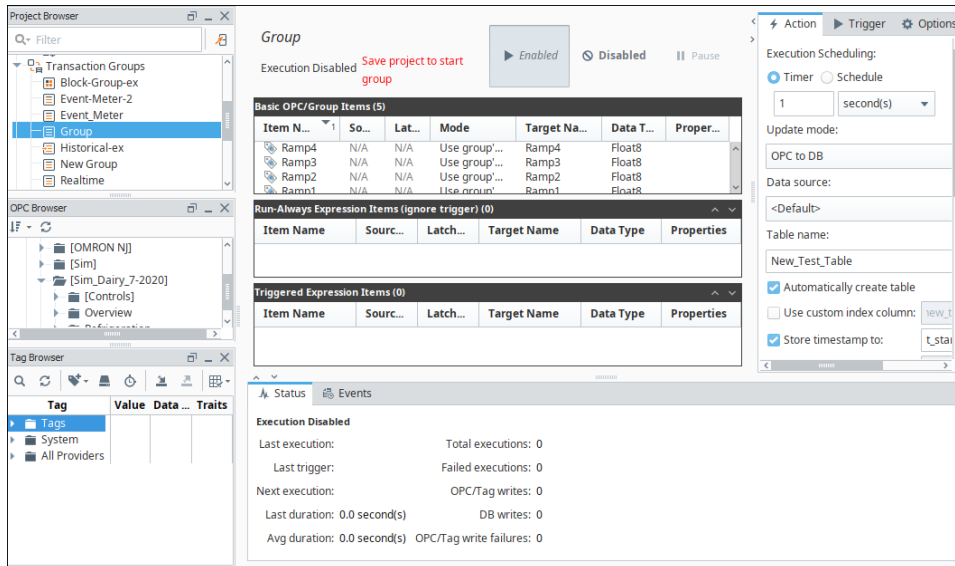 Project Browser
Filter
Transaction Groups
Block-Group-ex
Event-Meter-2
Event_Meter
Group
Historical-ex
New Group
Realtime
OPC Browser
[OMRON NJ]
[Sim]
[Sim_Dairy_7-2020]
[Controls]
Overview
Refrigeration
Tag Browser
Tag Value Data ... Traits
Tags
System
All Providers
Group
Execution Disabled Save project to start group
Enabled
Disabled
Pause
Basic OPC/Group Items (5)
Item N... 1 So... Lat... Mode Target Na... Data T... Proper...
Ramp4 N/A N/A Use group'... Ramp4 Float8
Ramp3 N/A N/A Use group'... Ramp3 Float8
Ramp2 N/A N/A Use group'... Ramp2 Float8
Ramp1 N/A N/A Use group'... Ramp1 Float8
Run-Always Expression Items (ignore trigger) (0)
Item Name Sourc... Latch... Target Name Data Type Properties
Triggered Expression Items (0)
Item Name Sourc... Latch... Target Name Data Type Properties
Status Events
Execution Disabled
Last execution: Total executions: 0
Last trigger: Failed executions: 0
Next execution: OPC/Tag writes: 0
Last duration: 0.0 second(s) DB writes: 0
Avg duration: 0.0 second(s) OPC/Tag write failures: 0
Action Trigger Options
Execution Scheduling:
Timer Schedule
1 second(s)
Update mode:
OPC to DB
Data source:
<Default>
Table name:
New_Test_Table
Automatically create table
Use custom index column:
Store timestamp to: t_sta